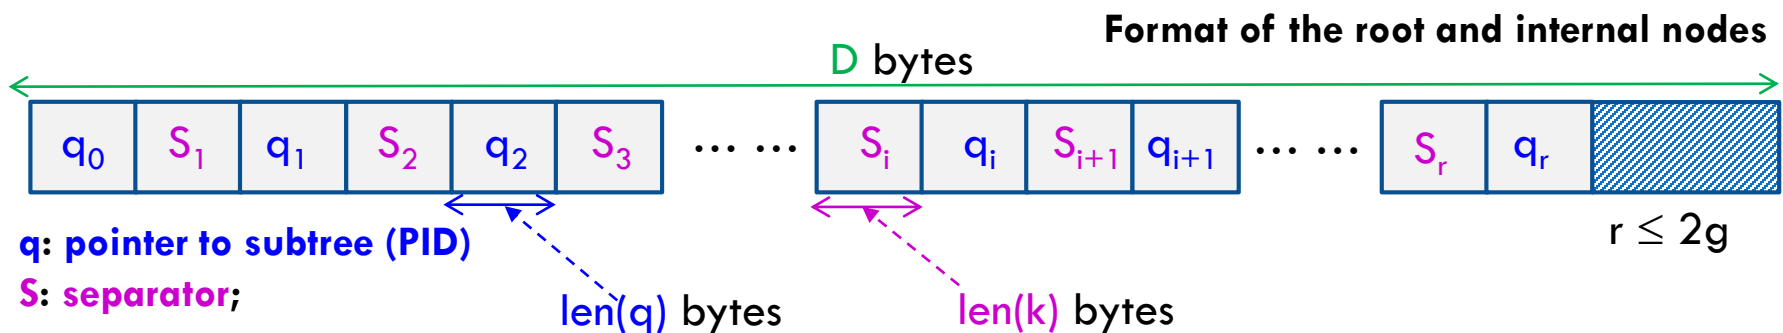 Format of the root and internal nodes
D bytes
q₀ S₁ q₁ S₂ q₂ S₃ ... ... Sᵢ qᵢ Sᵢ₊₁ qᵢ₊₁ ... ... Sᵣ qᵣ
q: pointer to subtree (PID)
r ≤ 2g
S: separator;
len(q) bytes
len(k) bytes